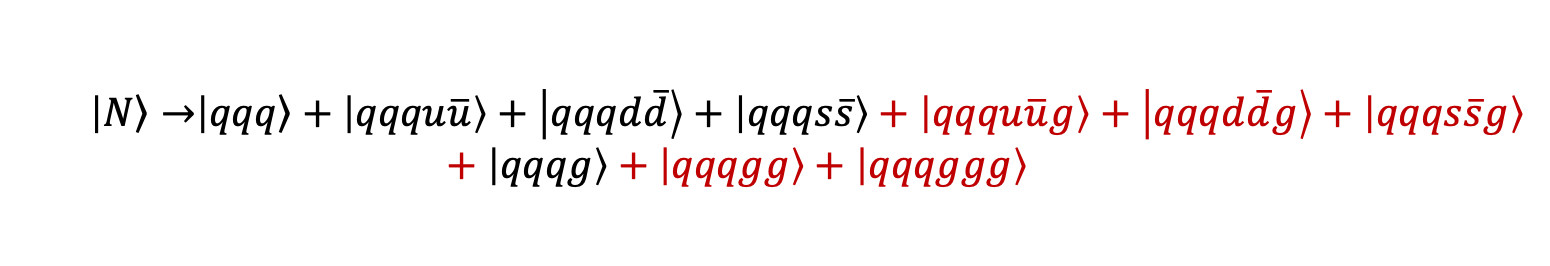 |N⟩ →|qqq⟩ + |qqquū⟩ + |qqqdd̄⟩ + |qqqss̄⟩ + |qqquūg⟩ + |qqqdd̄g⟩ + |qqqss̄g⟩
+ |qqqg⟩ + |qqqgg⟩ + |qqqggg⟩